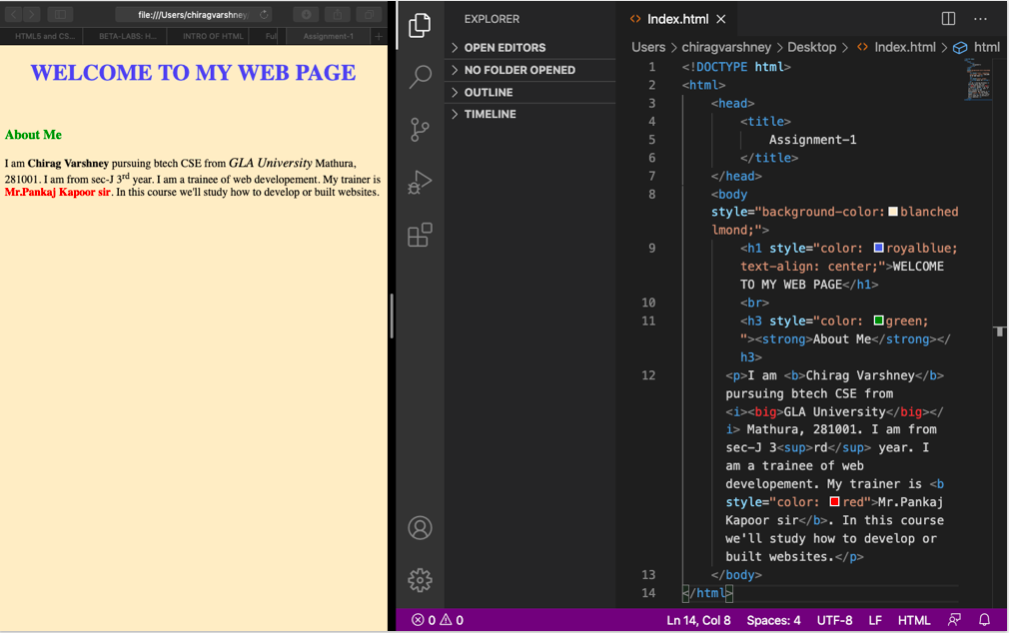 file:///Users/chiragvarshney
HTML5 and CS...
BETA-LABS: H...
INTRO OF HTML
Ful
Assignment-1
WELCOME TO MY WEB PAGE
About Me
I am Chirag Varshney pursuing btech CSE from GLA University Mathura,
281001. I am from sec-J 3rd year. I am a trainee of web developement. My trainer is
Mr.Pankaj Kapoor sir. In this course we'll study how to develop or built websites.
EXPLORER
OPEN EDITORS
NO FOLDER OPENED
OUTLINE
TIMELINE
<> Index.html ×
Users > chiragvarshney > Desktop > <> Index.html > html
1 <!DOCTYPE html>
2 <html>
3 <head>
4 <title>
5 Assignment-1
6 </title>
7 </head>
8 <body
style="background-color: blanched
lmond;">
9 <h1 style="color: royalblue;
text-align: center;">WELCOME
TO MY WEB PAGE</h1>
10 <br>
11 <h3 style="color: green;
"><strong>About Me</strong></
h3>
12 <p>I am <b>Chirag Varshney</b>
pursuing btech CSE from
<i><big>GLA University</big></
i> Mathura, 281001. I am from
sec-J 3<sup>rd</sup> year. I
am a trainee of web
developement. My trainer is <b
style="color: red">Mr.Pankaj
Kapoor sir</b>. In this course
we'll study how to develop or
built websites.</p>
13 </body>
14 </html>
0 0
Ln 14, Col 8 Spaces: 4 UTF-8 LF HTML